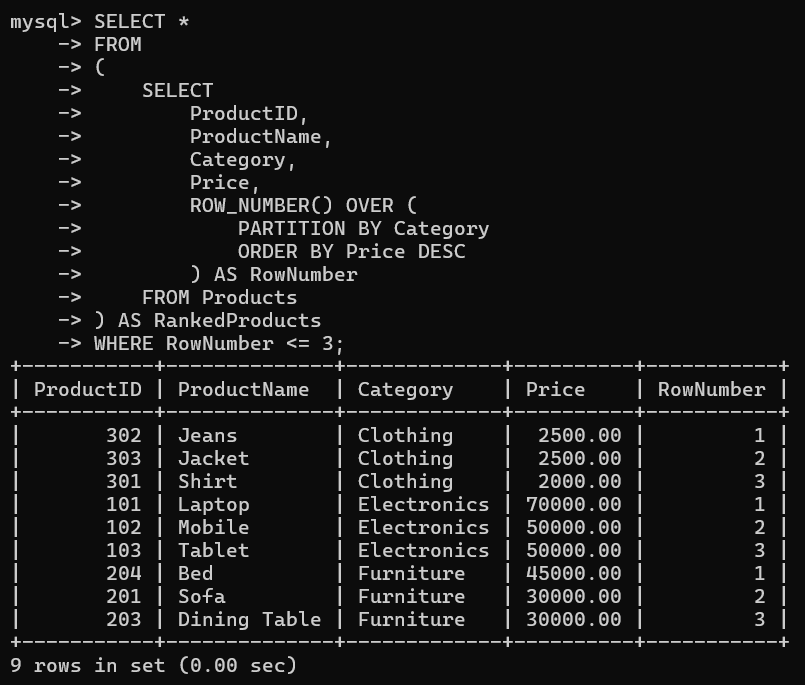 mysql> SELECT *
    -> FROM
    -> (
    ->     SELECT
    ->         ProductID,
    ->         ProductName,
    ->         Category,
    ->         Price,
    ->         ROW_NUMBER() OVER (
    ->             PARTITION BY Category
    ->             ORDER BY Price DESC
    ->         ) AS RowNumber
    ->     FROM Products
    -> ) AS RankedProducts
    -> WHERE RowNumber <= 3;
+-----------+--------------+-------------+----------+-----------+
| ProductID | ProductName  | Category    | Price    | RowNumber |
+-----------+--------------+-------------+----------+-----------+
|       302 | Jeans        | Clothing    |  2500.00 |         1 |
|       303 | Jacket       | Clothing    |  2500.00 |         2 |
|       301 | Shirt        | Clothing    |  2000.00 |         3 |
|       101 | Laptop       | Electronics | 70000.00 |         1 |
|       102 | Mobile       | Electronics | 50000.00 |         2 |
|       103 | Tablet       | Electronics | 50000.00 |         3 |
|       204 | Bed          | Furniture   | 45000.00 |         1 |
|       201 | Sofa         | Furniture   | 30000.00 |         2 |
|       203 | Dining Table | Furniture   | 30000.00 |         3 |
+-----------+--------------+-------------+----------+-----------+
9 rows in set (0.00 sec)